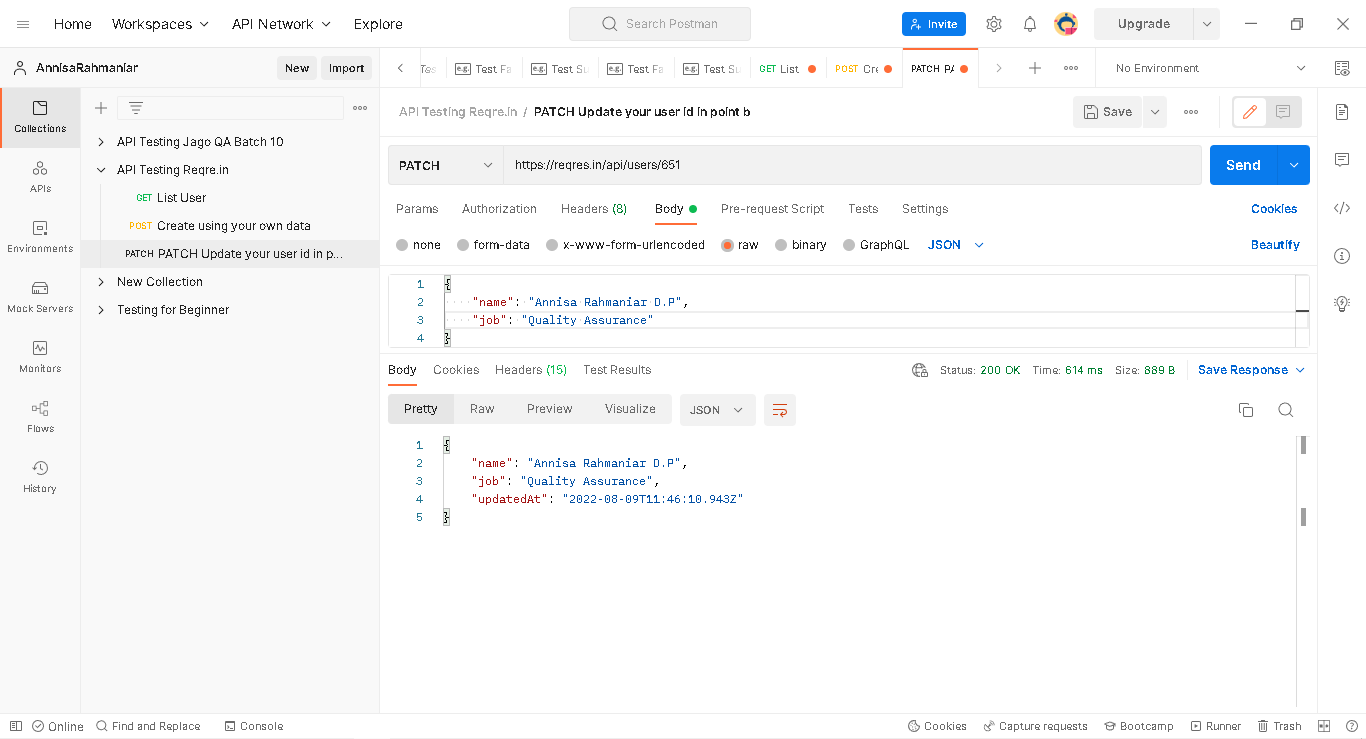 Home Workspaces API Network Explore Search Postman Invite Upgrade
AnnisaRahmaniar New Import
Test Fa Test Su Test Fa Test Su GET List POST Cre PATCH PA No Environment
Collections
APIs
Environments
Mock Servers
Monitors
Flows
History
API Testing Jago QA Batch 10
API Testing Reqre.in
GET List User
POST Create using your own data
PATCH PATCH Update your user id in p...
New Collection
Testing for Beginner
API Testing Reqre.in / PATCH Update your user id in point b Save
PATCH https://reqres.in/api/users/651 Send
Params Authorization Headers (8) Body Pre-request Script Tests Settings Cookies
none form-data x-www-form-urlencoded raw binary GraphQL JSON Beautify
1 {
2 "name": "Annisa Rahmaniar D.P",
3 "job": "Quality Assurance"
4 }
Body Cookies Headers (15) Test Results Status: 200 OK Time: 614 ms Size: 889 B Save Response
Pretty Raw Preview Visualize JSON
1 {
2 "name": "Annisa Rahmaniar D.P",
3 "job": "Quality Assurance",
4 "updatedAt": "2022-08-09T11:46:10.943Z"
5 }
Online Find and Replace Console Cookies Capture requests Bootcamp Runner Trash